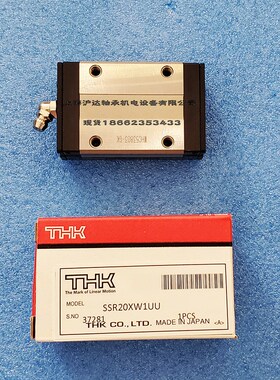 沪达轴承机电设备有限公司
现货18662353433
THK
THK
The Mark of Linear Motion
MODEL SSR20XW1UU
S.NO 37281 1PCS
THK CO., LTD. MADE IN JAPAN